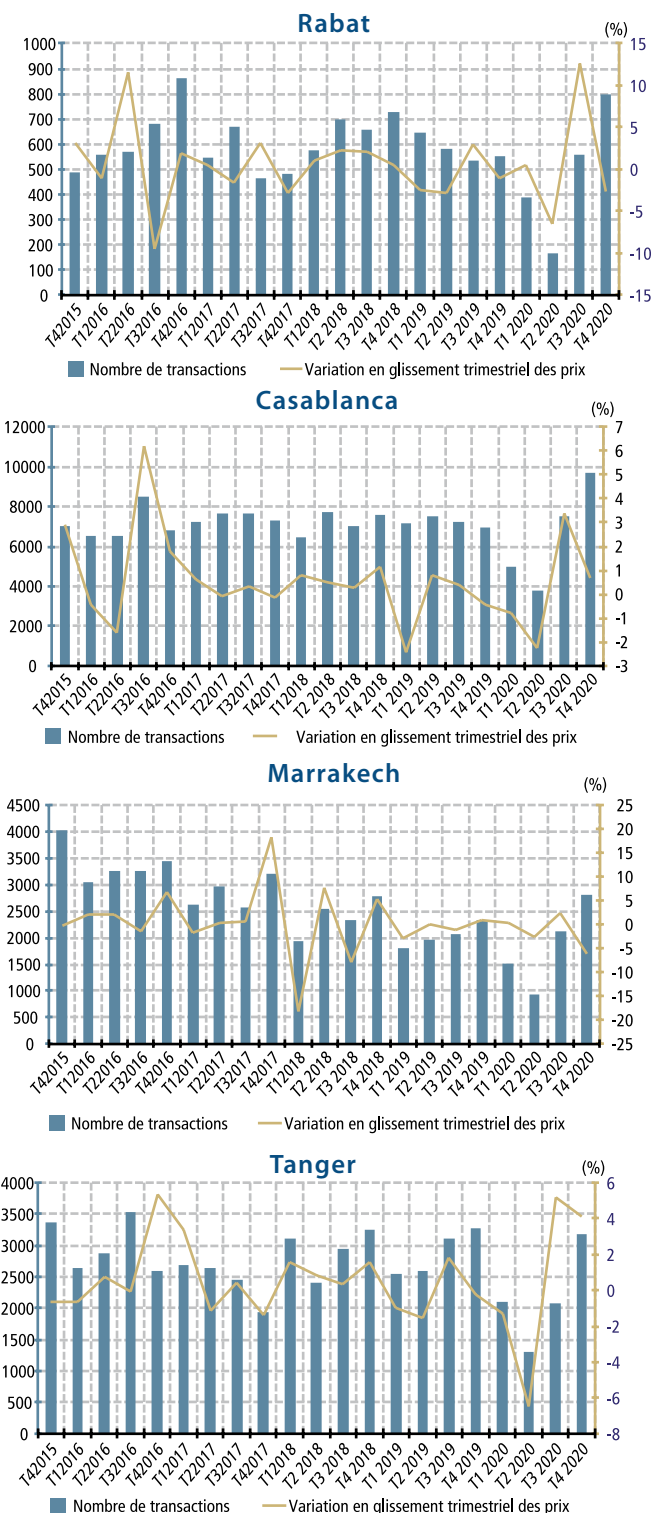 Rabat
(%)
1000
900
800
700
600
500
400
300
200
100
0
15
10
5
0
-5
-10
-15
T42015
T12016
T22016
T32016
T42016
T12017
T22017
T32017
T42017
T12018
T2 2018
T3 2018
T4 2018
T1 2019
T2 2019
T3 2019
T4 2019
T1 2020
T2 2020
T3 2020
T4 2020
Nombre de transactions Variation en glissement trimestriel des prix
Casablanca
(%)
12000
10000
8000
6000
4000
2000
0
7
6
5
4
3
2
1
0
-1
-2
-3
T42015
T12016
T22016
T32016
T42016
T12017
T22017
T32017
T42017
T12018
T2 2018
T3 2018
T4 2018
T1 2019
T2 2019
T3 2019
T4 2019
T1 2020
T2 2020
T3 2020
T4 2020
Nombre de transactions Variation en glissement trimestriel des prix
Marrakech
(%)
4500
4000
3500
3000
2500
2000
1500
1000
500
0
25
20
15
10
5
0
-5
-10
-15
-20
-25
T42015
T12016
T22016
T32016
T42016
T12017
T22017
T32017
T42017
T12018
T2 2018
T3 2018
T4 2018
T1 2019
T2 2019
T3 2019
T4 2019
T1 2020
T2 2020
T3 2020
T4 2020
Nombre de transactions Variation en glissement trimestriel des prix
Tanger
(%)
4000
3500
3000
2500
2000
1500
1000
500
0
6
4
2
0
-2
-4
-6
-8
T42015
T12016
T22016
T32016
T42016
T12017
T22017
T32017
T42017
T12018
T2 2018
T3 2018
T4 2018
T1 2019
T2 2019
T3 2019
T4 2019
T1 2020
T2 2020
T3 2020
T4 2020
Nombre de transactions Variation en glissement trimestriel des prix